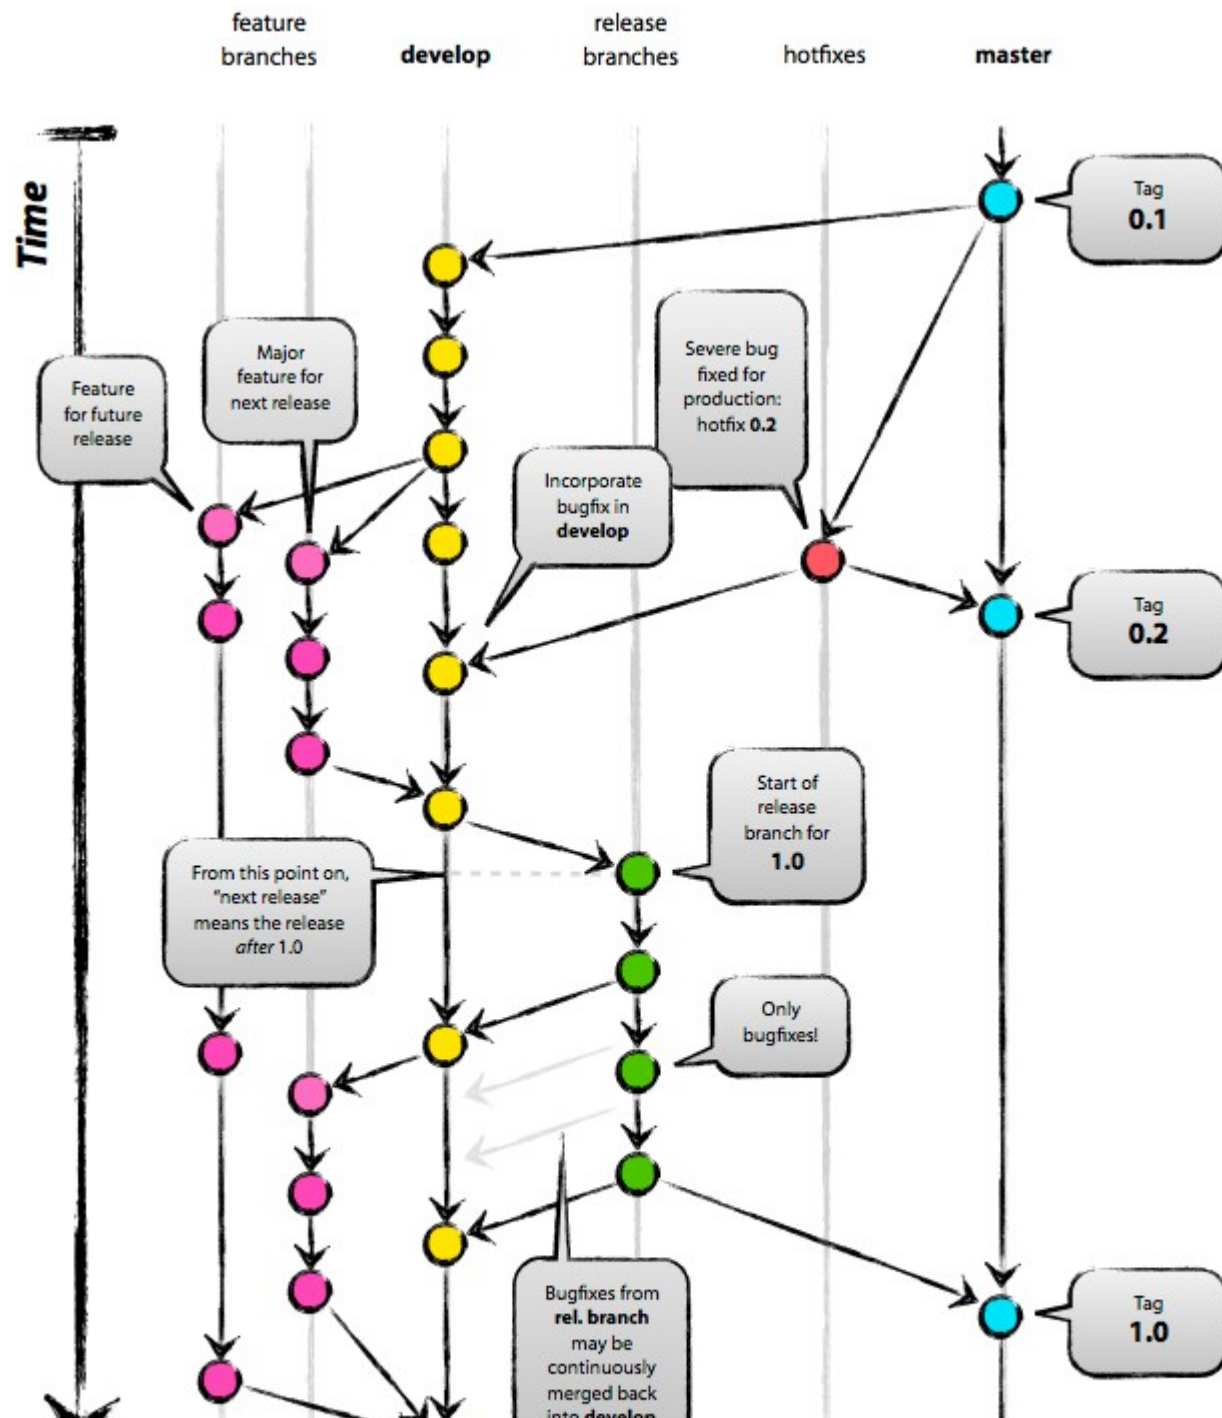 feature
branches
develop
release
branches
hotfixes
master
Time
Tag
0.1
Major
feature for
next release
Feature
for future
release
Severe bug
fixed for
production:
hotfix 0.2
Incorporate
bugfix in
develop
Tag
0.2
Start of
release
branch for
1.0
From this point on,
“next release”
means the release
after 1.0
Only
bugfixes!
Bugfixes from
rel. branch
may be
continuously
merged back
into develop
Tag
1.0